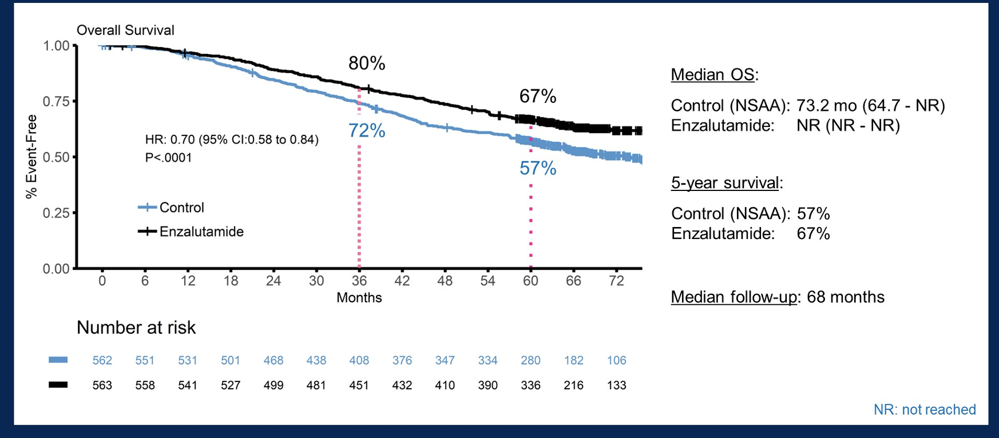 Overall Survival
1.00
0.75
0.50
0.25
0.00
% Event-Free
80%
72%
67%
57%
HR: 0.70 (95% CI:0.58 to 0.84)
P<.0001
Control
Enzalutamide
0 6 12 18 24 30 36 42 48 54 60 66 72
Months
Number at risk
562 551 531 501 468 438 408 376 347 334 280 182 106
563 558 541 527 499 481 451 432 410 390 336 216 133
Median OS:
Control (NSAA): 73.2 mo (64.7 - NR)
Enzalutamide: NR (NR - NR)
5-year survival:
Control (NSAA): 57%
Enzalutamide: 67%
Median follow-up: 68 months
NR: not reached